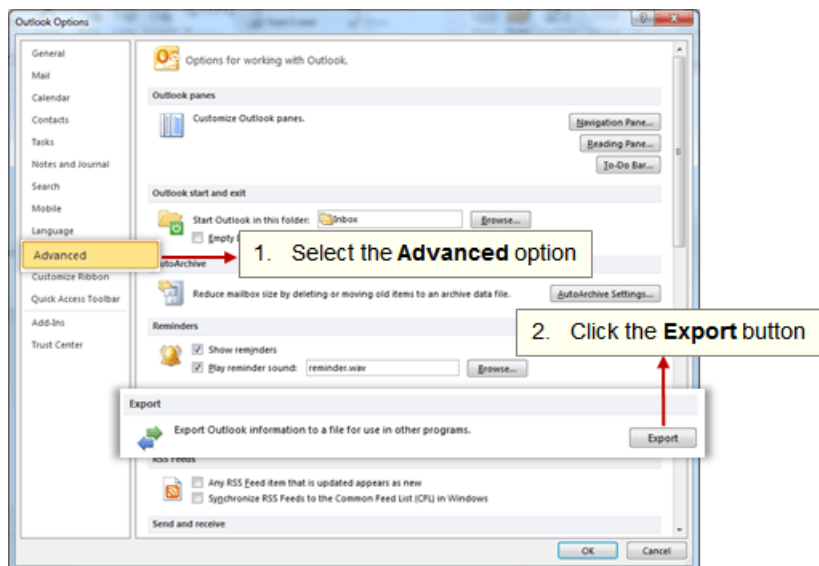 Outlook Options
General
Mail
Calendar
Contacts
Tasks
Notes and Journal
Search
Mobile
Language
Advanced
Customize Ribbon
Quick Access Toolbar
Add-Ins
Trust Center
Options for working with Outlook.
Outlook panes
Customize Outlook panes.
Navigation Pane...
Reading Pane...
To-Do Bar...
Outlook start and exit
Start Outlook in this folder: Inbox Browse...
Empty
1. Select the Advanced option
AutoArchive
Reduce mailbox size by deleting or moving old items to an archive data file. AutoArchive Settings...
Reminders
2. Click the Export button
Show reminders
Play reminder sound: reminder.wav Browse...
Export
Export Outlook information to a file for use in other programs. Export
RSS Feeds
Any RSS Feed item that is updated appears as new
Synchronize RSS Feeds to the Common Feed List (CFL) in Windows
Send and receive
OK Cancel